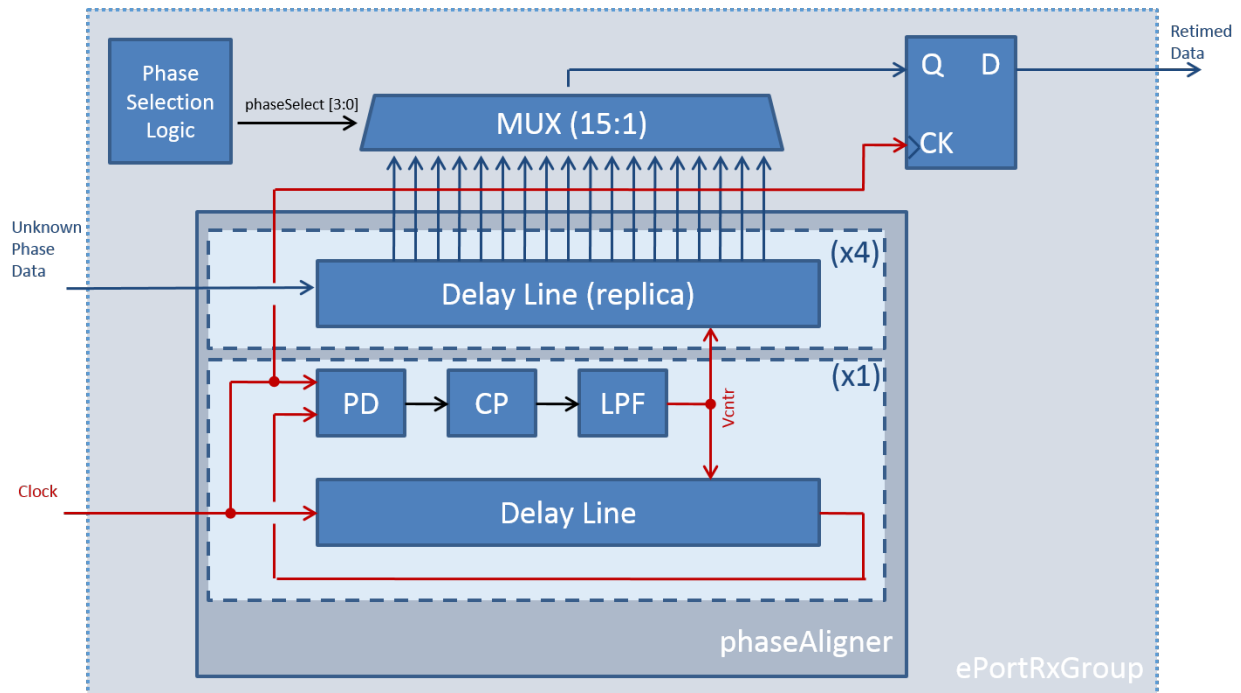 Retimed
Data
Phase
Selection
Logic
phaseSelect [3:0]
MUX (15:1)
Q D
CK
Unknown
Phase
Data
(x4)
Delay Line (replica)
(x1)
PD
CP
LPF
Vcntr
Clock
Delay Line
phaseAligner
ePortRxGroup